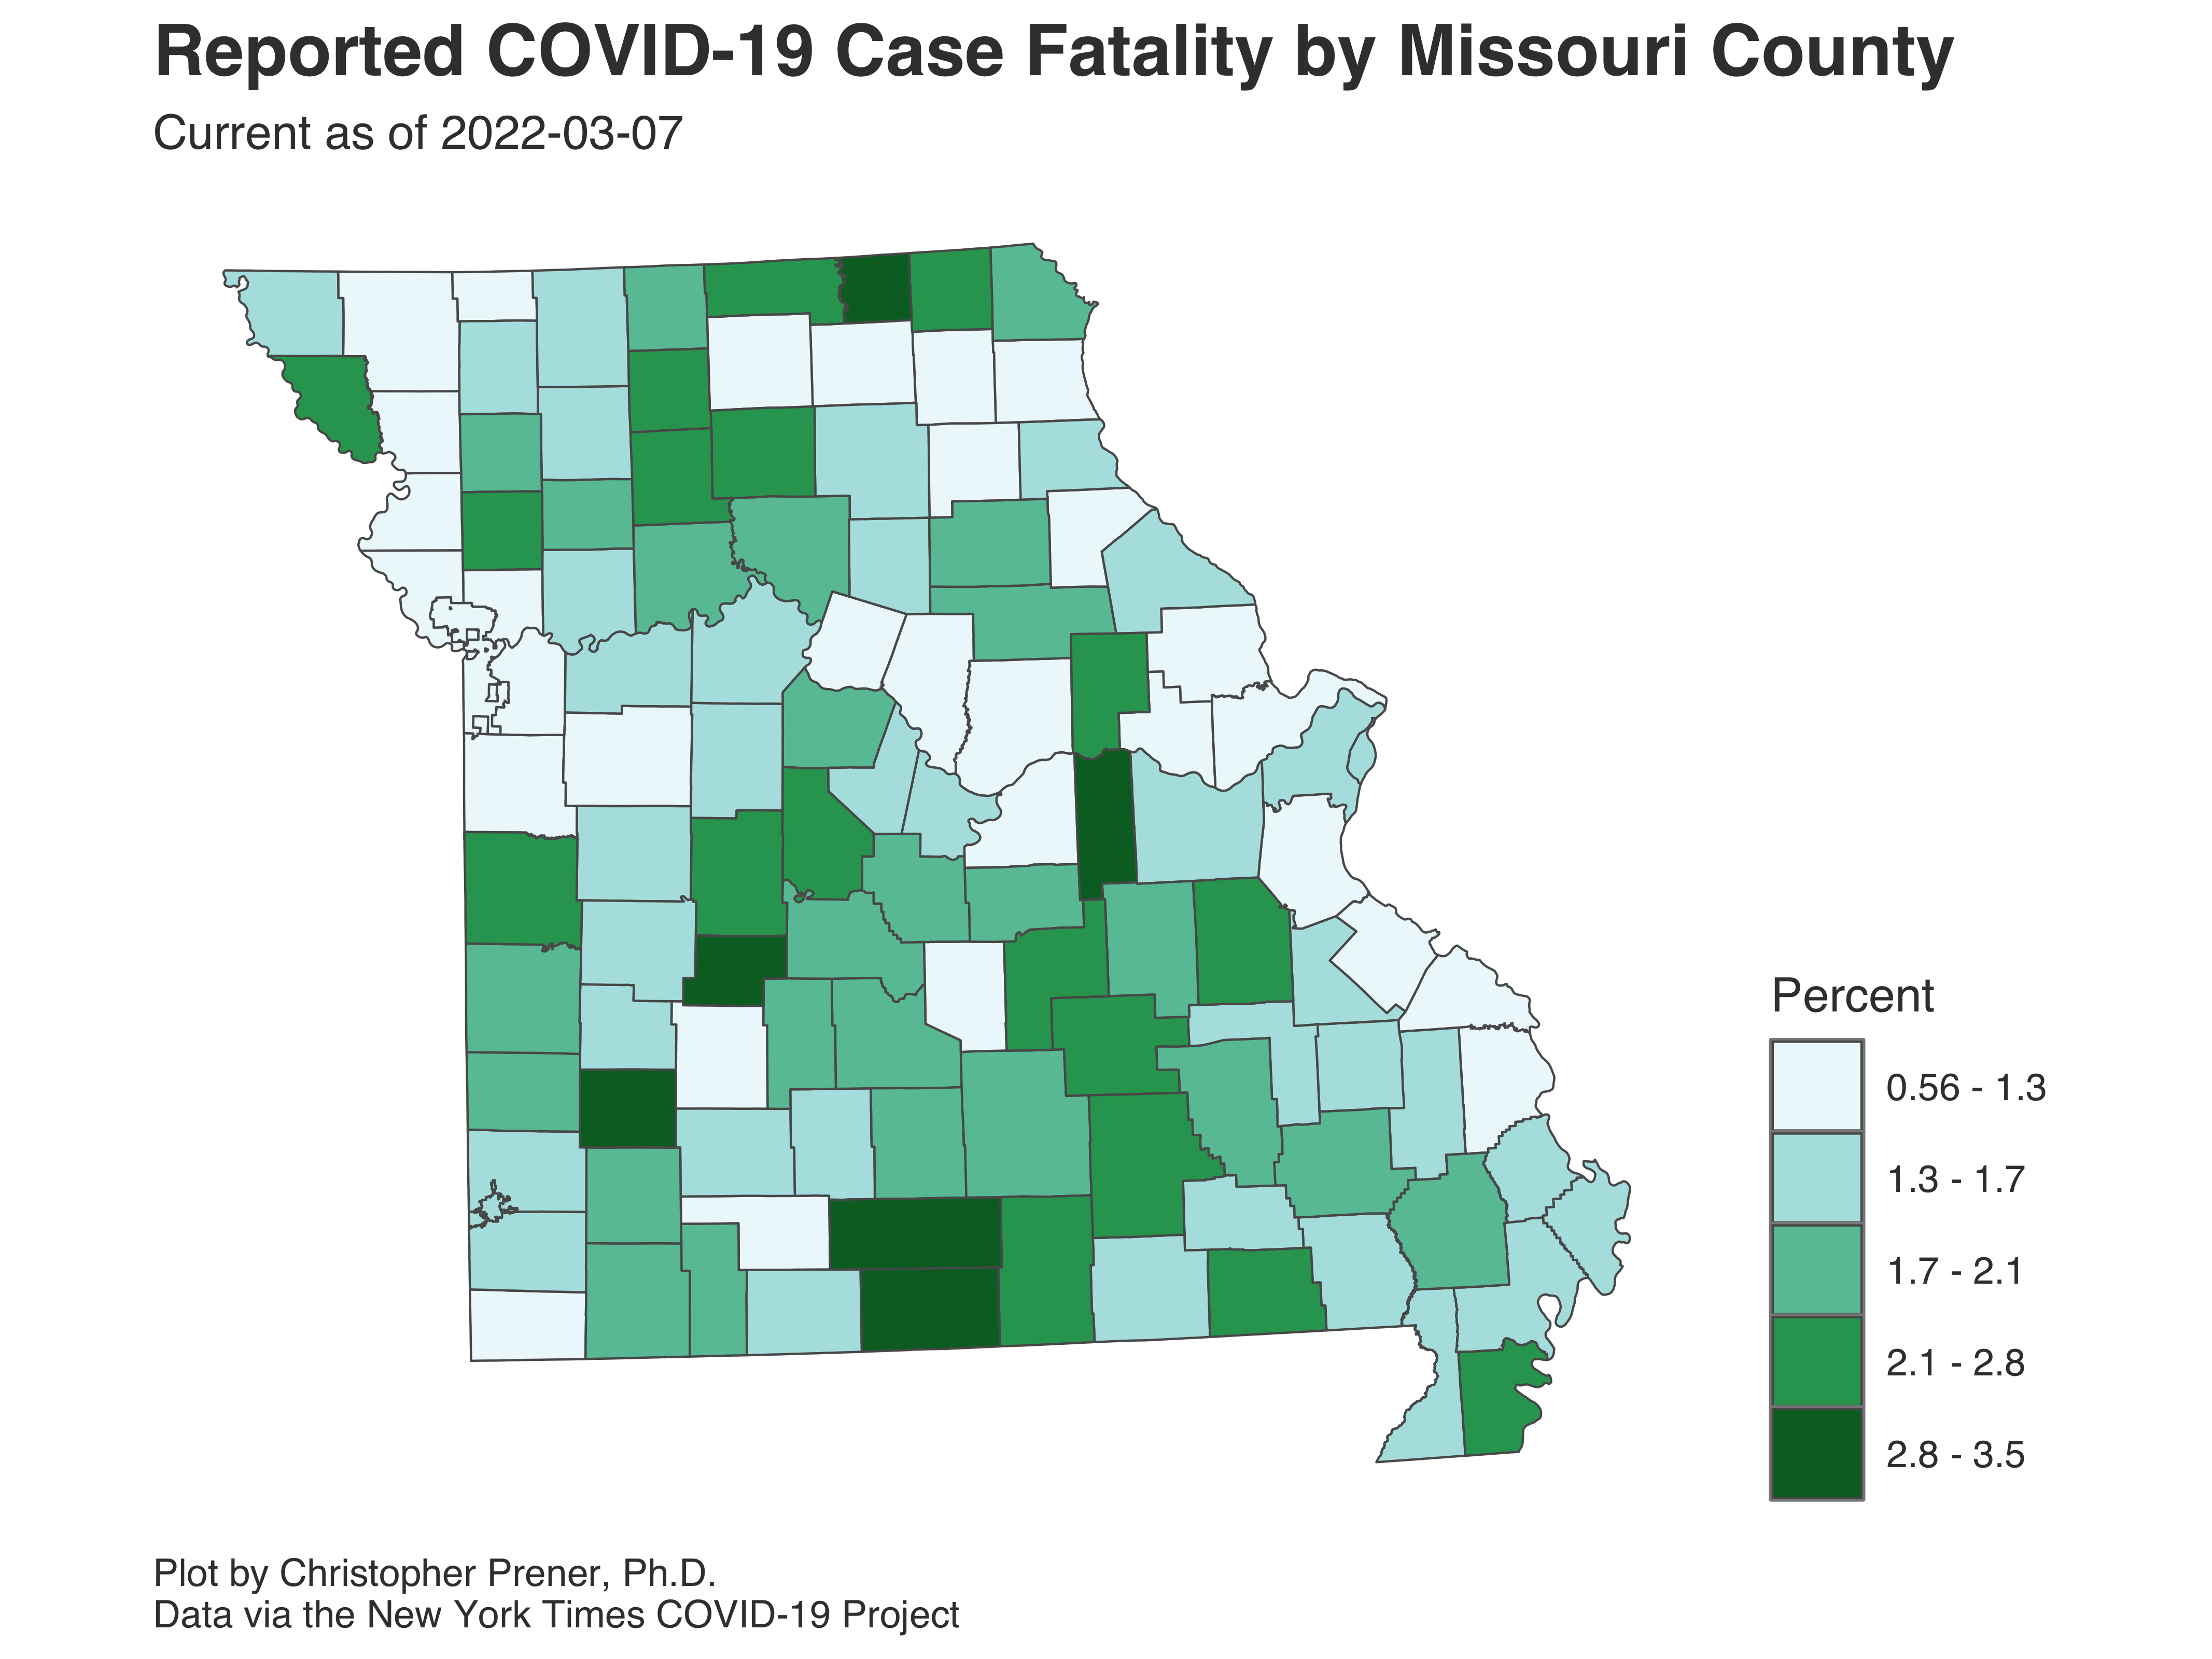 Reported COVID-19 Case Fatality by Missouri County
Current as of 2022-03-07
Percent
0.56 - 1.3
1.3 - 1.7
1.7 - 2.1
2.1 - 2.8
2.8 - 3.5
Plot by Christopher Prener, Ph.D.
Data via the New York Times COVID-19 Project